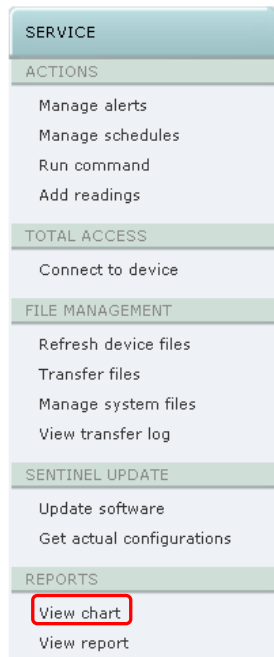 SERVICE
ACTIONS
Manage alerts
Manage schedules
Run command
Add readings
TOTAL ACCESS
Connect to device
FILE MANAGEMENT
Refresh device files
Transfer files
Manage system files
View transfer log
SENTINEL UPDATE
Update software
Get actual configurations
REPORTS
View chart
View report